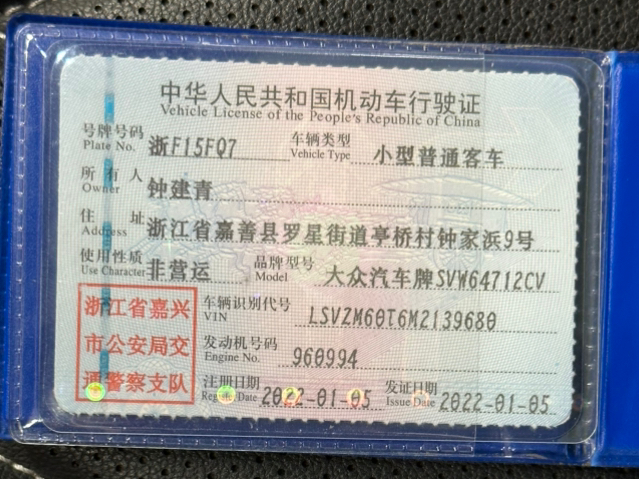 中华人民共和国机动车行驶证
Vehicle License of the People's Republic of China
号牌号码 浙F15FQ7 车辆类型 小型普通客车
Plate No. Vehicle Type
所有人 钟建青
Owner
住址 浙江省嘉善县罗星街道亭桥村钟家浜9号
Address
使用性质 非营运 品牌型号 大众汽车牌SVW64712CV
Use Character Model
浙江省嘉兴
市公安局交
通警察支队
车辆识别代号 LSVZM60T6M2139680
VIN
发动机号码 960994
Engine No.
注册日期 2022-01-05 发证日期 2022-01-05
Register Date Issue Date